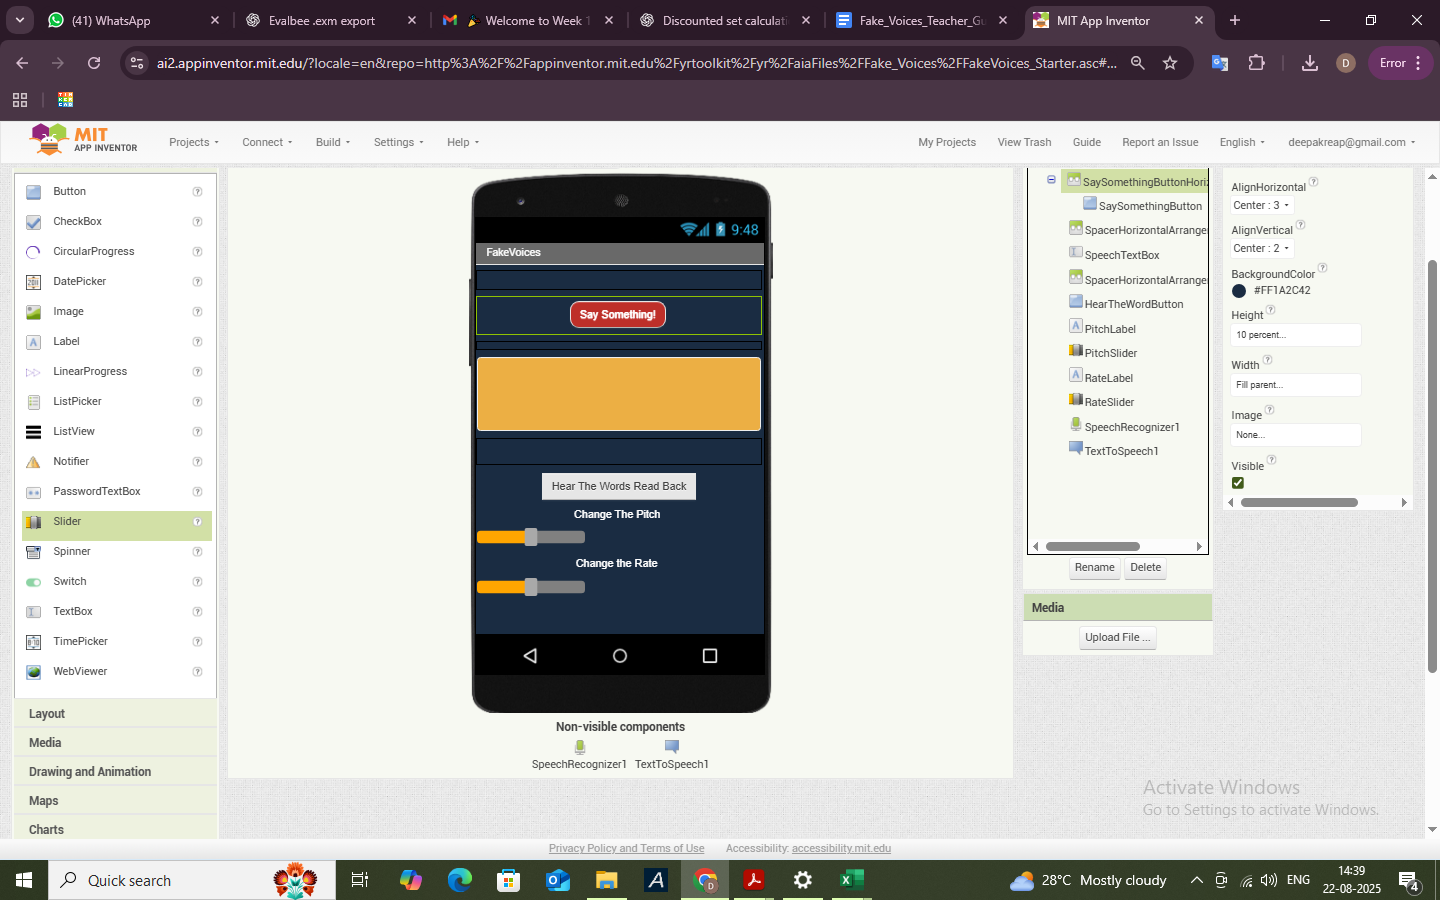 (41) WhatsApp
Evalbee .exm export
Welcome to Week 1
Discounted set calculati
Fake_Voices_Teacher_Gu
MIT App Inventor
ai2.appinventor.mit.edu/?locale=en&repo=http%3A%2F%2Fappinventor.mit.edu%2Fyrtoolkit%2Fyr%2FaiaFiles%2FFake_Voices%2FFakeVoices_Starter.asc#...
D
Error
TIN
KER
CAD
MIT
APP INVENTOR
Projects
Connect
Build
Settings
Help
My Projects
View Trash
Guide
Report an Issue
English
deepakreap@gmail.com
Button
CheckBox
CircularProgress
DatePicker
Image
Label
LinearProgress
ListPicker
ListView
Notifier
PasswordTextBox
Slider
Spinner
Switch
TextBox
TimePicker
WebViewer
Layout
Media
Drawing and Animation
Maps
Charts
9:48
FakeVoices
Say Something!
Hear The Words Read Back
Change The Pitch
Change the Rate
Non-visible components
SpeechRecognizer1 TextToSpeech1
SaySomethingButtonHoriz
SaySomethingButton
SpacerHorizontalArranger
SpeechTextBox
SpacerHorizontalArranger
HearTheWordButton
PitchLabel
PitchSlider
RateLabel
RateSlider
SpeechRecognizer1
TextToSpeech1
Rename
Delete
Media
Upload File ...
AlignHorizontal
Center : 3
AlignVertical
Center : 2
BackgroundColor
#FF1A2C42
Height
10 percent...
Width
Fill parent...
Image
None...
Visible
Activate Windows
Go to Settings to activate Windows.
Privacy Policy and Terms of Use
Accessibility: accessibility.mit.edu
Quick search
28°C Mostly cloudy
ENG
14:39
22-08-2025
4